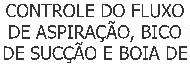 CONTROLE DO FLUXO
DE ASPIRAÇÃO, BICO
DE SUCÇÃO E BOIA DE